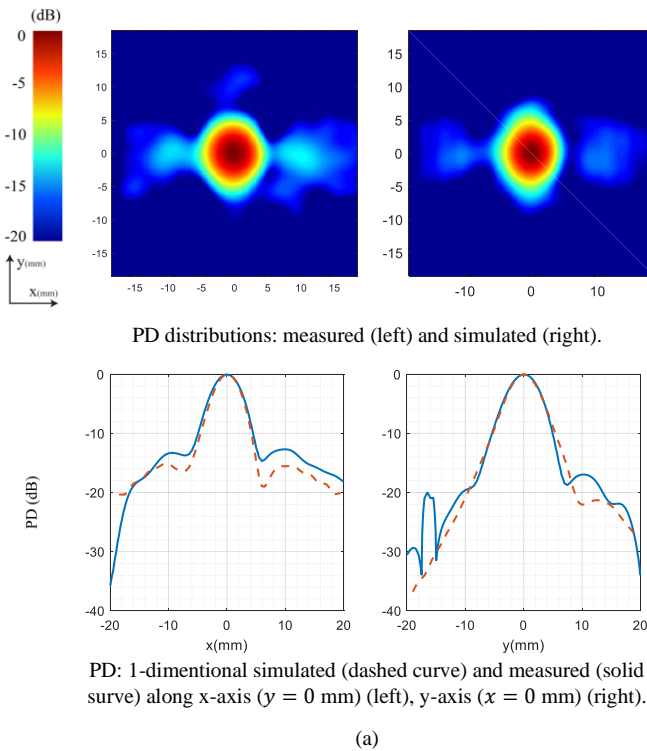 (dB)
0
-5
-10
-15
-20
y(mm)
x(mm)
15
10
5
0
-5
-10
-15
-15 -10 -5 0 5 10 15
15
10
5
0
-5
-10
-15
-10 0 10
PD distributions: measured (left) and simulated (right).
PD (dB)
0
-10
-20
-30
-40
-20 -10 0 10 20
x(mm)
0
-10
-20
-30
-40
-20 -10 0 10 20
y(mm)
PD: 1-dimentional simulated (dashed curve) and measured (solid
surve) along x-axis (y = 0 mm) (left), y-axis (x = 0 mm) (right).
(a)